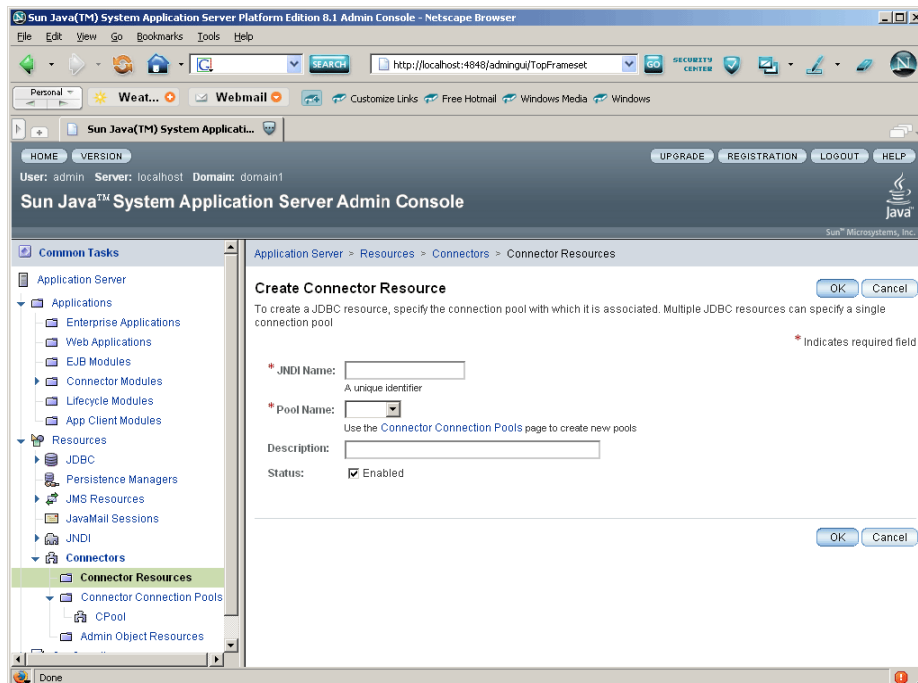 Sun Java(TM) System Application Server Platform Edition 8.1 Admin Console - Netscape Browser
File Edit View Go Bookmarks Tools Help
SEARCH http://localhost:4848/admingui/TopFrameset GO SECURITY CENTER N
Personal Weat... Webmail Customize Links Free Hotmail Windows Media Windows
Sun Java(TM) System Applicati...
HOME VERSION UPGRADE REGISTRATION LOGOUT HELP
User: admin Server: localhost Domain: domain1
Sun Java™ System Application Server Admin Console
Java
Sun™ Microsystems, Inc.
Common Tasks
Application Server
Applications
Enterprise Applications
Web Applications
EJB Modules
Connector Modules
Lifecycle Modules
App Client Modules
Resources
JDBC
Persistence Managers
JMS Resources
JavaMail Sessions
JNDI
Connectors
Connector Resources
Connector Connection Pools
CPool
Admin Object Resources
Application Server > Resources > Connectors > Connector Resources
Create Connector Resource
OK Cancel
To create a JDBC resource, specify the connection pool with which it is associated. Multiple JDBC resources can specify a single
connection pool
* Indicates required field
* JNDI Name:
A unique identifier
* Pool Name:
Use the Connector Connection Pools page to create new pools
Description:
Status: Enabled
OK Cancel
Done